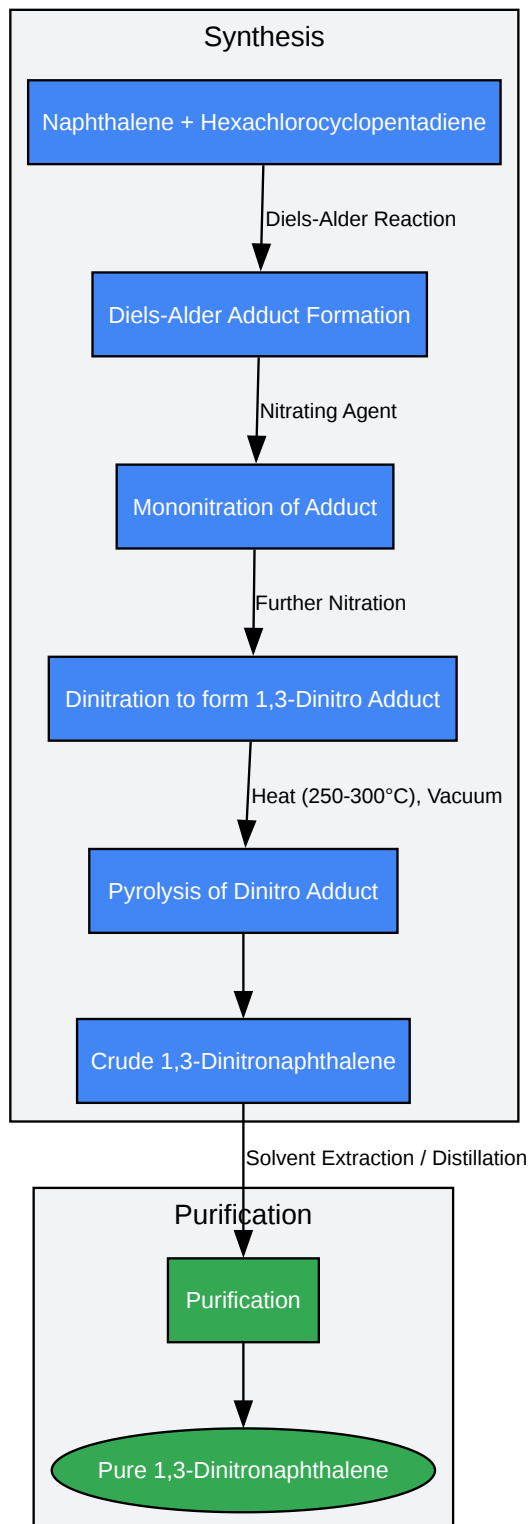 Synthesis
Naphthalene + Hexachlorocyclopentadiene
Diels-Alder Reaction
Diels-Alder Adduct Formation
Nitrating Agent
Mononitration of Adduct
Further Nitration
Dinitration to form 1,3-Dinitro Adduct
Heat (250-300°C), Vacuum
Pyrolysis of Dinitro Adduct
Crude 1,3-Dinitronaphthalene
Solvent Extraction / Distillation
Purification
Purification
Pure 1,3-Dinitronaphthalene